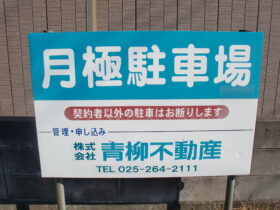 月極駐車場
契約者以外の駐車はお断りします
管理・申し込み
株式会社 青柳不動産
TEL 025-264-2111